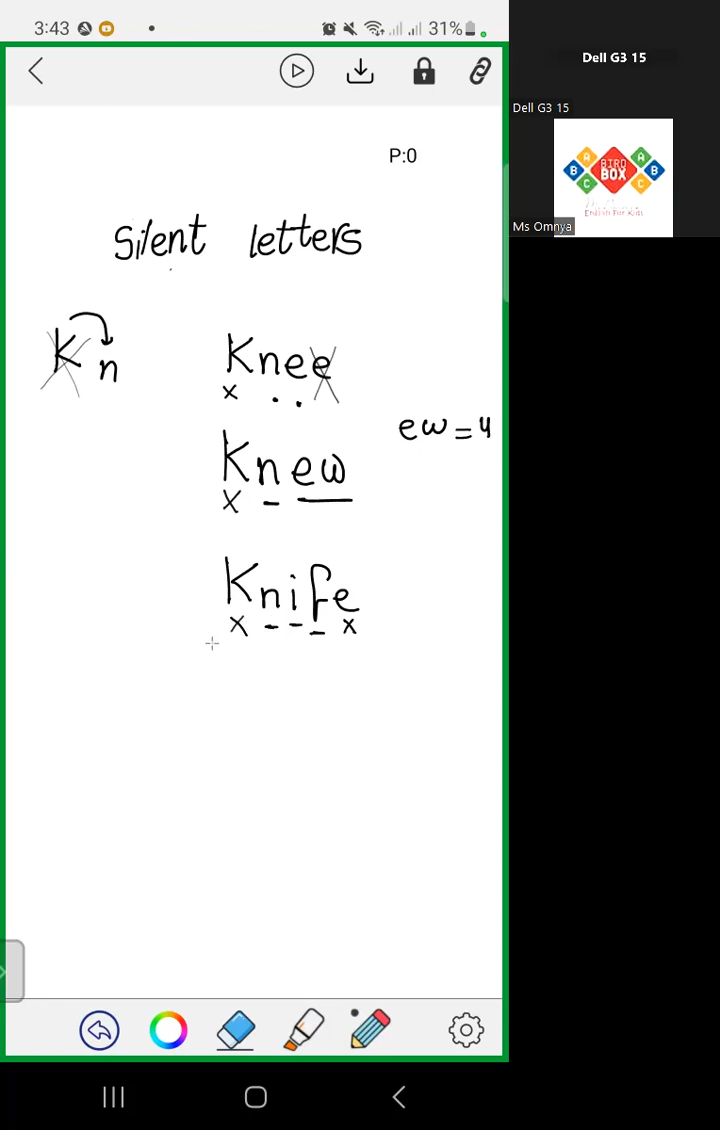 3:43 31%
Dell G3 15
Dell G3 15
P:0
A A
BIRD
B BOX B
C C
English For Kids
Ms Omnya
Silent letters
K n Knee
x
ew = u
Knew
x
Knife
x x